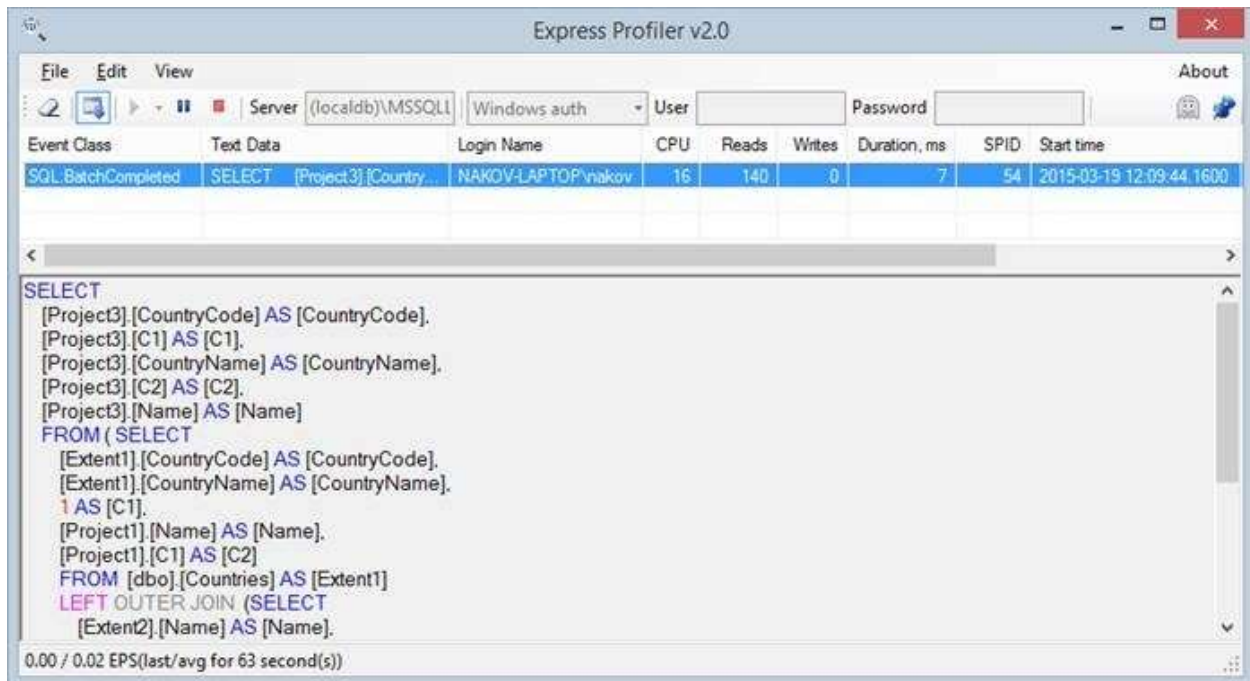 Express Profiler v2.0
File Edit View About
Server (localdb)\MSSQLL Windows auth User Password
Event Class Text Data Login Name CPU Reads Writes Duration, ms SPID Start time
SQL:BatchCompleted SELECT [Project3].[Country... NAKOV-LAPTOP\nakov 16 140 0 7 54 2015-03-19 12:09:44.1600
SELECT
[Project3].[CountryCode] AS [CountryCode],
[Project3].[C1] AS [C1],
[Project3].[CountryName] AS [CountryName],
[Project3].[C2] AS [C2],
[Project3].[Name] AS [Name]
FROM ( SELECT
[Extent1].[CountryCode] AS [CountryCode],
[Extent1].[CountryName] AS [CountryName],
1 AS [C1],
[Project1].[Name] AS [Name],
[Project1].[C1] AS [C2]
FROM [dbo].[Countries] AS [Extent1]
LEFT OUTER JOIN (SELECT
[Extent2].[Name] AS [Name],
0.00 / 0.02 EPS(last/avg for 63 second(s))